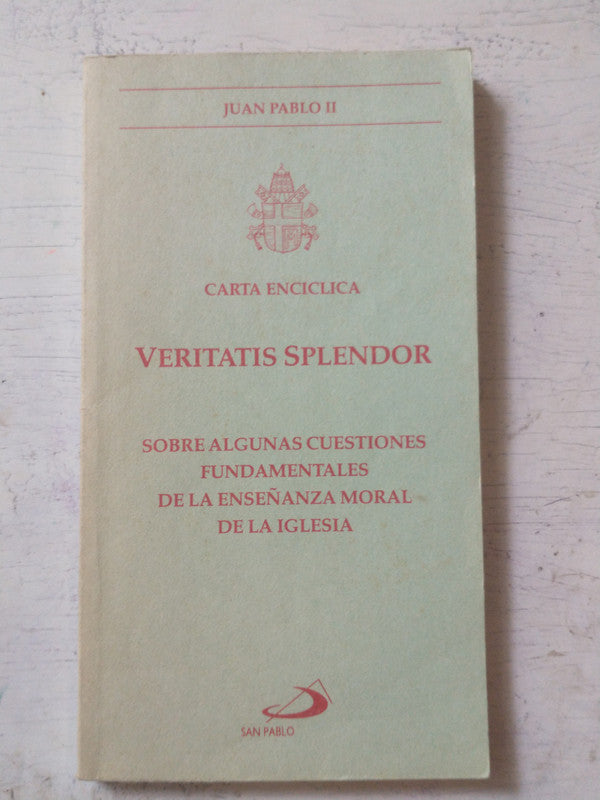 JUAN PABLO II
CARTA ENCICLICA
VERITATIS SPLENDOR
SOBRE ALGUNAS CUESTIONES
FUNDAMENTALES
DE LA ENSEÑANZA MORAL
DE LA IGLESIA
SAN PABLO